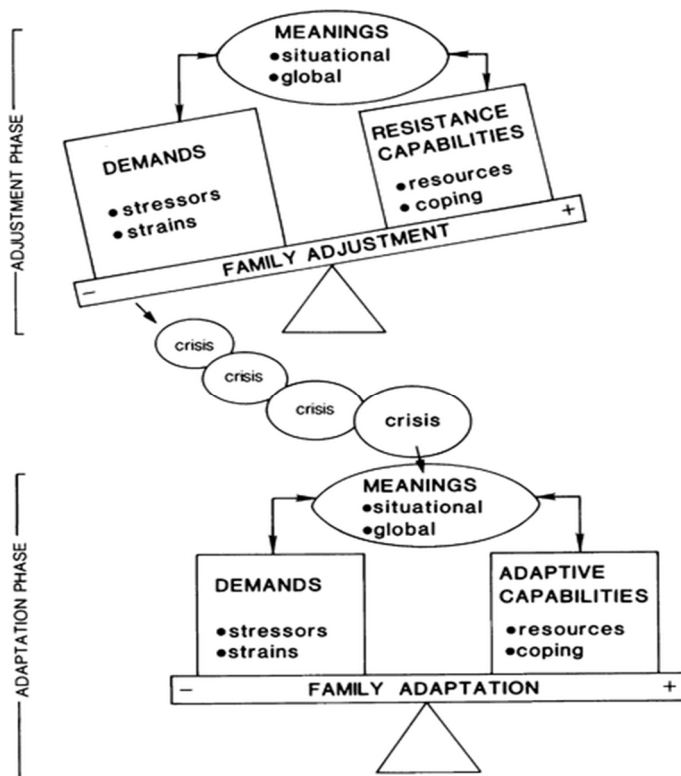 ADJUSTMENT PHASE
MEANINGS
●situational
●global
DEMANDS
●stressors
●strains
RESISTANCE
CAPABILITIES
●resources
●coping
− FAMILY ADJUSTMENT +
crisis
crisis
crisis
crisis
ADAPTATION PHASE
MEANINGS
●situational
●global
DEMANDS
●stressors
●strains
ADAPTIVE
CAPABILITIES
●resources
●coping
− FAMILY ADAPTATION +